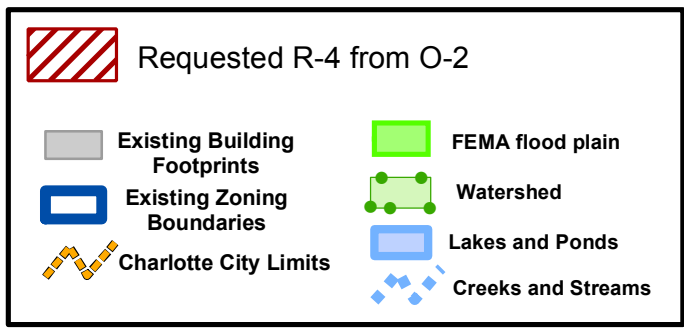 Requested R-4 from O-2
Existing Building
Footprints
Existing Zoning
Boundaries
Charlotte City Limits
FEMA flood plain
Watershed
Lakes and Ponds
Creeks and Streams